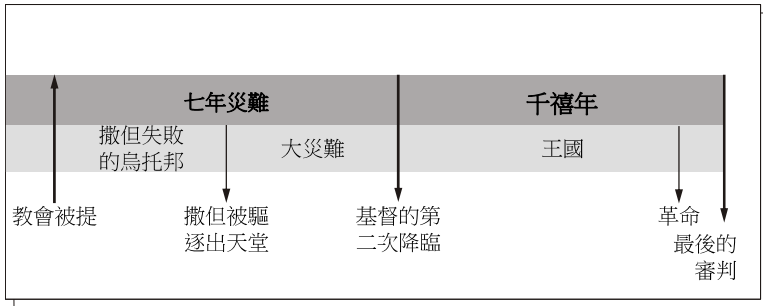 七年災難
千禧年
撒但失敗
的烏托邦
大災難
王國
教會被提
撒但被驅
逐出天堂
基督的第
二次降臨
革命
最後的
審判